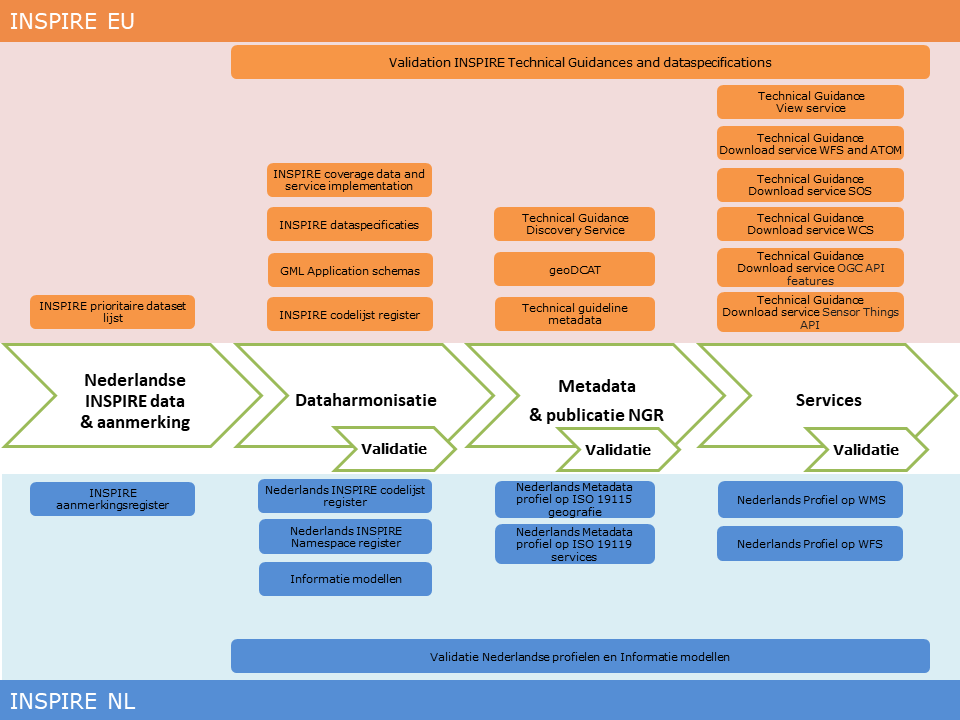 INSPIRE EU
Validation INSPIRE Technical Guidances and dataspecifications
INSPIRE prioritaire dataset
lijst
INSPIRE coverage data and
service implementation
INSPIRE dataspecificaties
GML Application schemas
INSPIRE codelijst register
Technical Guidance
Discovery Service
geoDCAT
Technical guideline
metadata
Technical Guidance
View service
Technical Guidance
Download service WFS and ATOM
Technical Guidance
Download service SOS
Technical Guidance
Download service WCS
Technical Guidance
Download service OGC API
features
Technical Guidance
Download service Sensor Things
API
Nederlandse
INSPIRE data
& aanmerking
Dataharmonisatie
Validatie
Metadata
& publicatie NGR
Validatie
Services
Validatie
INSPIRE
aanmerkingsregister
Nederlands INSPIRE codelijst
register
Nederlands INSPIRE
Namespace register
Informatie modellen
Nederlands Metadata
profiel op ISO 19115
geografie
Nederlands Metadata
profiel op ISO 19119
services
Nederlands Profiel op WMS
Nederlands Profiel op WFS
Validatie Nederlandse profielen en Informatie modellen
INSPIRE NL